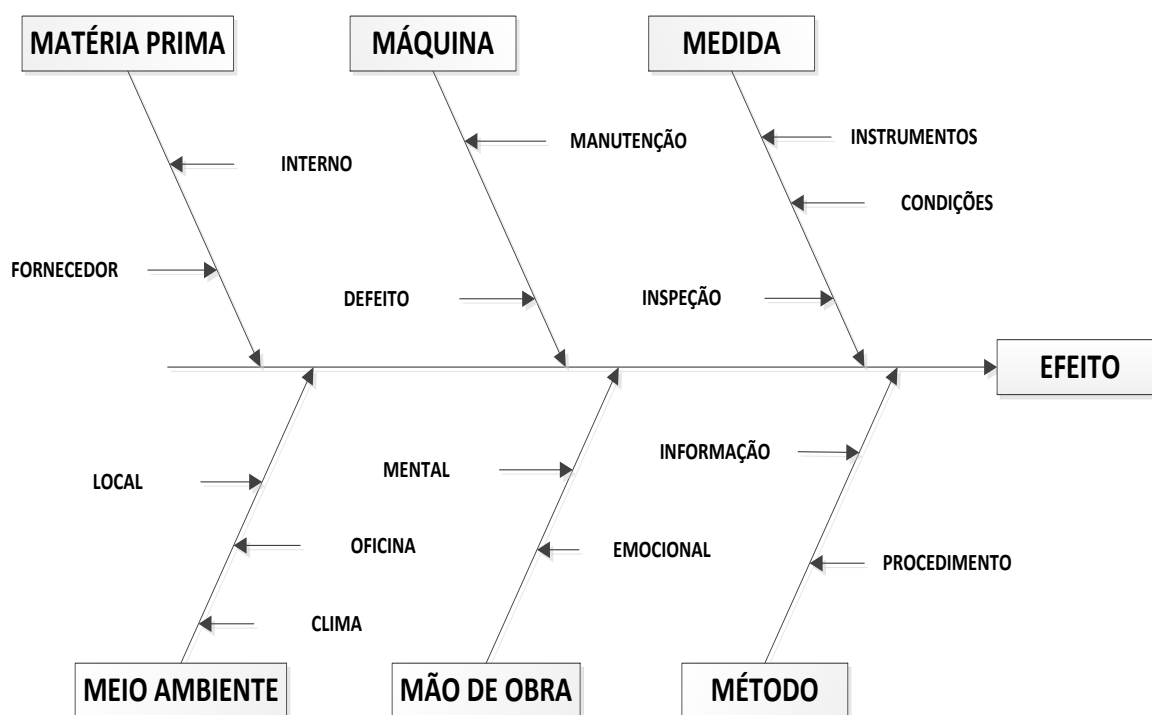 MATÉRIA PRIMA
MÁQUINA
MEDIDA
INTERNO
MANUTENÇÃO
INSTRUMENTOS
CONDIÇÕES
FORNECEDOR
DEFEITO
INSPEÇÃO
EFEITO
LOCAL
MENTAL
INFORMAÇÃO
OFICINA
EMOCIONAL
PROCEDIMENTO
CLIMA
MEIO AMBIENTE
MÃO DE OBRA
MÉTODO